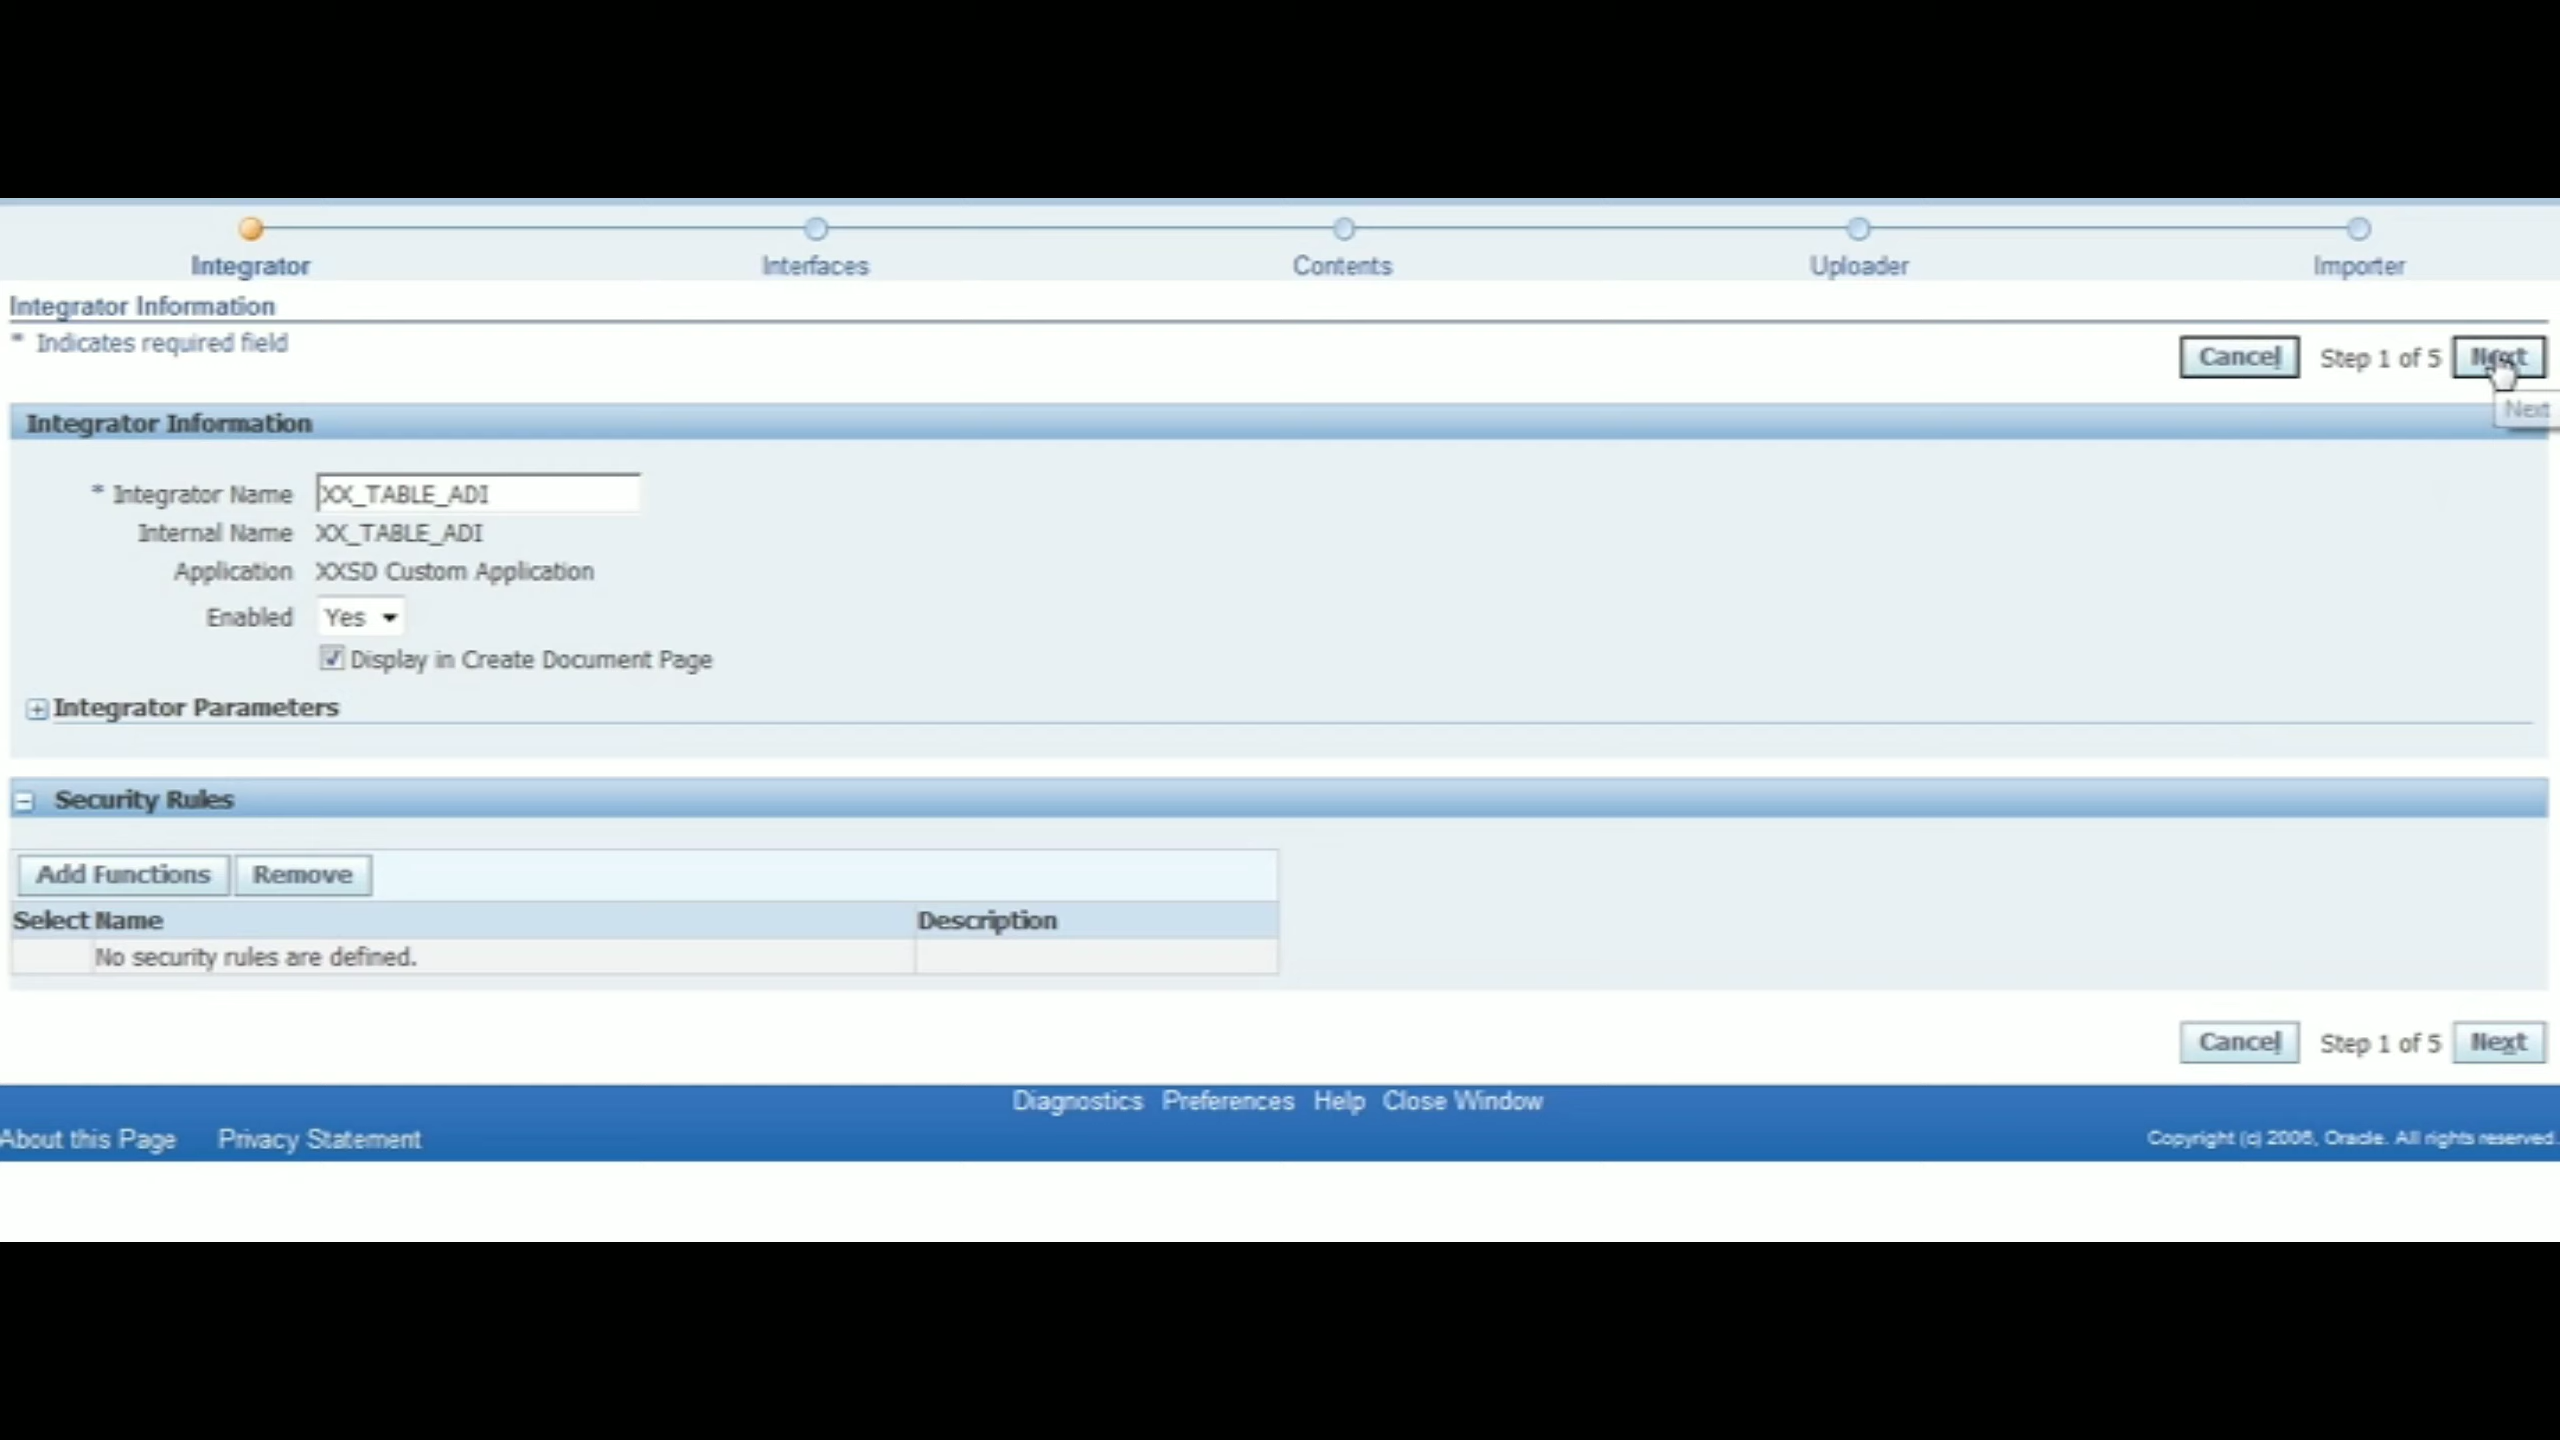 Integrator Interfaces Contents Uploader Importer
Integrator Information
* Indicates required field
Cancel Step 1 of 5 Next
Next
Integrator Information
* Integrator Name XX_TABLE_ADI
Internal Name XX_TABLE_ADI
Application XXSD Custom Application
Enabled Yes
Display in Create Document Page
Integrator Parameters
Security Rules
Add Functions Remove
Select Name Description
No security rules are defined.
Cancel Step 1 of 5 Next
Diagnostics Preferences Help Close Window
About this Page Privacy Statement
Copyright (c) 2006, Oracle. All rights reserved.